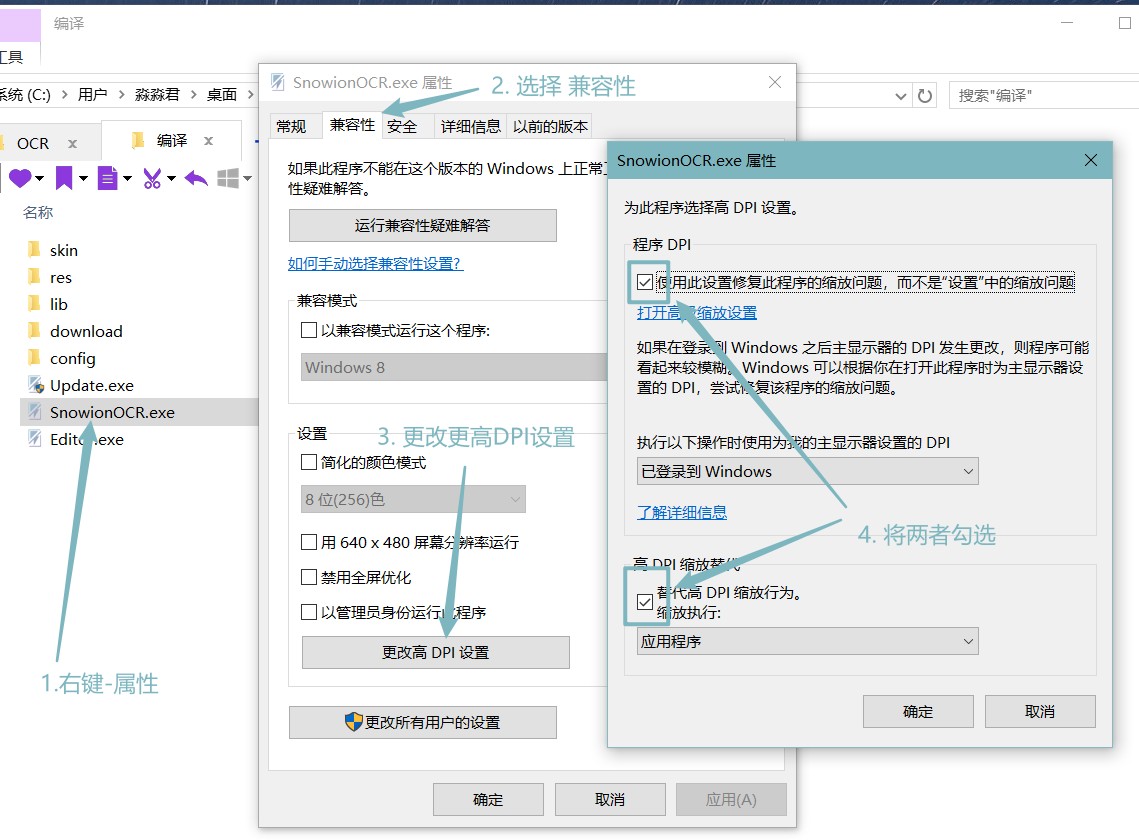 编译
工具
系统 (C:)
用户
淼淼君
桌面
搜索"编译"
OCR
编译
名称
skin
res
lib
download
config
Update.exe
SnowionOCR.exe
Editor.exe
1.右键-属性
SnowionOCR.exe 属性
2. 选择 兼容性
常规
兼容性
安全
详细信息
以前的版本
如果此程序不能在这个版本的 Windows 上正常工
性疑难解答。
运行兼容性疑难解答
如何手动选择兼容性设置?
兼容模式
以兼容模式运行这个程序:
Windows 8
设置
3. 更改更高DPI设置
简化的颜色模式
8 位(256)色
用 640 x 480 屏幕分辨率运行
禁用全屏优化
以管理员身份运行此程序
更改高 DPI 设置
更改所有用户的设置
确定
取消
应用(A)
SnowionOCR.exe 属性
为此程序选择高 DPI 设置。
程序 DPI
使用此设置修复此程序的缩放问题，而不是“设置”中的缩放问题
打开高级缩放设置
如果在登录到 Windows 之后主显示器的 DPI 发生更改，则程序可能
看起来较模糊。Windows 可以根据你在打开此程序时为主显示器设
置的 DPI，尝试修复该程序的缩放问题。
执行以下操作时使用为我的主显示器设置的 DPI
已登录到 Windows
了解详细信息
4. 将两者勾选
高 DPI 缩放替代
替代高 DPI 缩放行为。
缩放执行:
应用程序
确定
取消